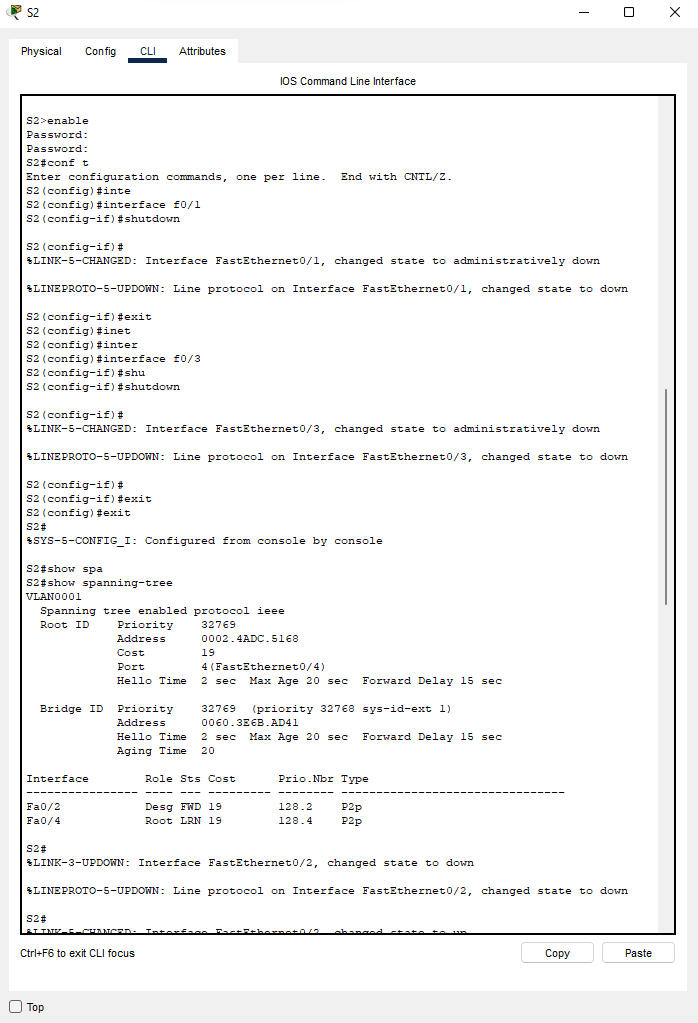 S2
Physical Config CLI Attributes
IOS Command Line Interface
S2>enable
Password:
Password:
S2#conf t
Enter configuration commands, one per line.  End with CNTL/Z.
S2(config)#inte
S2(config)#interface f0/1
S2(config-if)#shutdown
S2(config-if)#
%LINK-5-CHANGED: Interface FastEthernet0/1, changed state to administratively down
%LINEPROTO-5-UPDOWN: Line protocol on Interface FastEthernet0/1, changed state to down
S2(config-if)#exit
S2(config)#inet
S2(config)#inter
S2(config)#interface f0/3
S2(config-if)#shu
S2(config-if)#shutdown
S2(config-if)#
%LINK-5-CHANGED: Interface FastEthernet0/3, changed state to administratively down
%LINEPROTO-5-UPDOWN: Line protocol on Interface FastEthernet0/3, changed state to down
S2(config-if)#
S2(config-if)#exit
S2(config)#exit
S2#
%SYS-5-CONFIG_I: Configured from console by console
S2#show spa
S2#show spanning-tree
VLAN0001
  Spanning tree enabled protocol ieee
  Root ID    Priority    32769
             Address     0002.4ADC.5168
             Cost        19
             Port        4(FastEthernet0/4)
             Hello Time  2 sec  Max Age 20 sec  Forward Delay 15 sec
  Bridge ID  Priority    32769  (priority 32768 sys-id-ext 1)
             Address     0060.3E6B.AD41
             Hello Time  2 sec  Max Age 20 sec  Forward Delay 15 sec
             Aging Time  20
Interface        Role Sts Cost      Prio.Nbr Type
---------------- ---- --- --------- -------- --------------------------------
Fa0/2            Desg FWD 19        128.2    P2p
Fa0/4            Root LRN 19        128.4    P2p
S2#
%LINK-3-UPDOWN: Interface FastEthernet0/2, changed state to down
%LINEPROTO-5-UPDOWN: Line protocol on Interface FastEthernet0/2, changed state to down
S2#
%LINK-5-CHANGED: Interface FastEthernet0/2, changed state to up
Ctrl+F6 to exit CLI focus
Copy Paste
Top